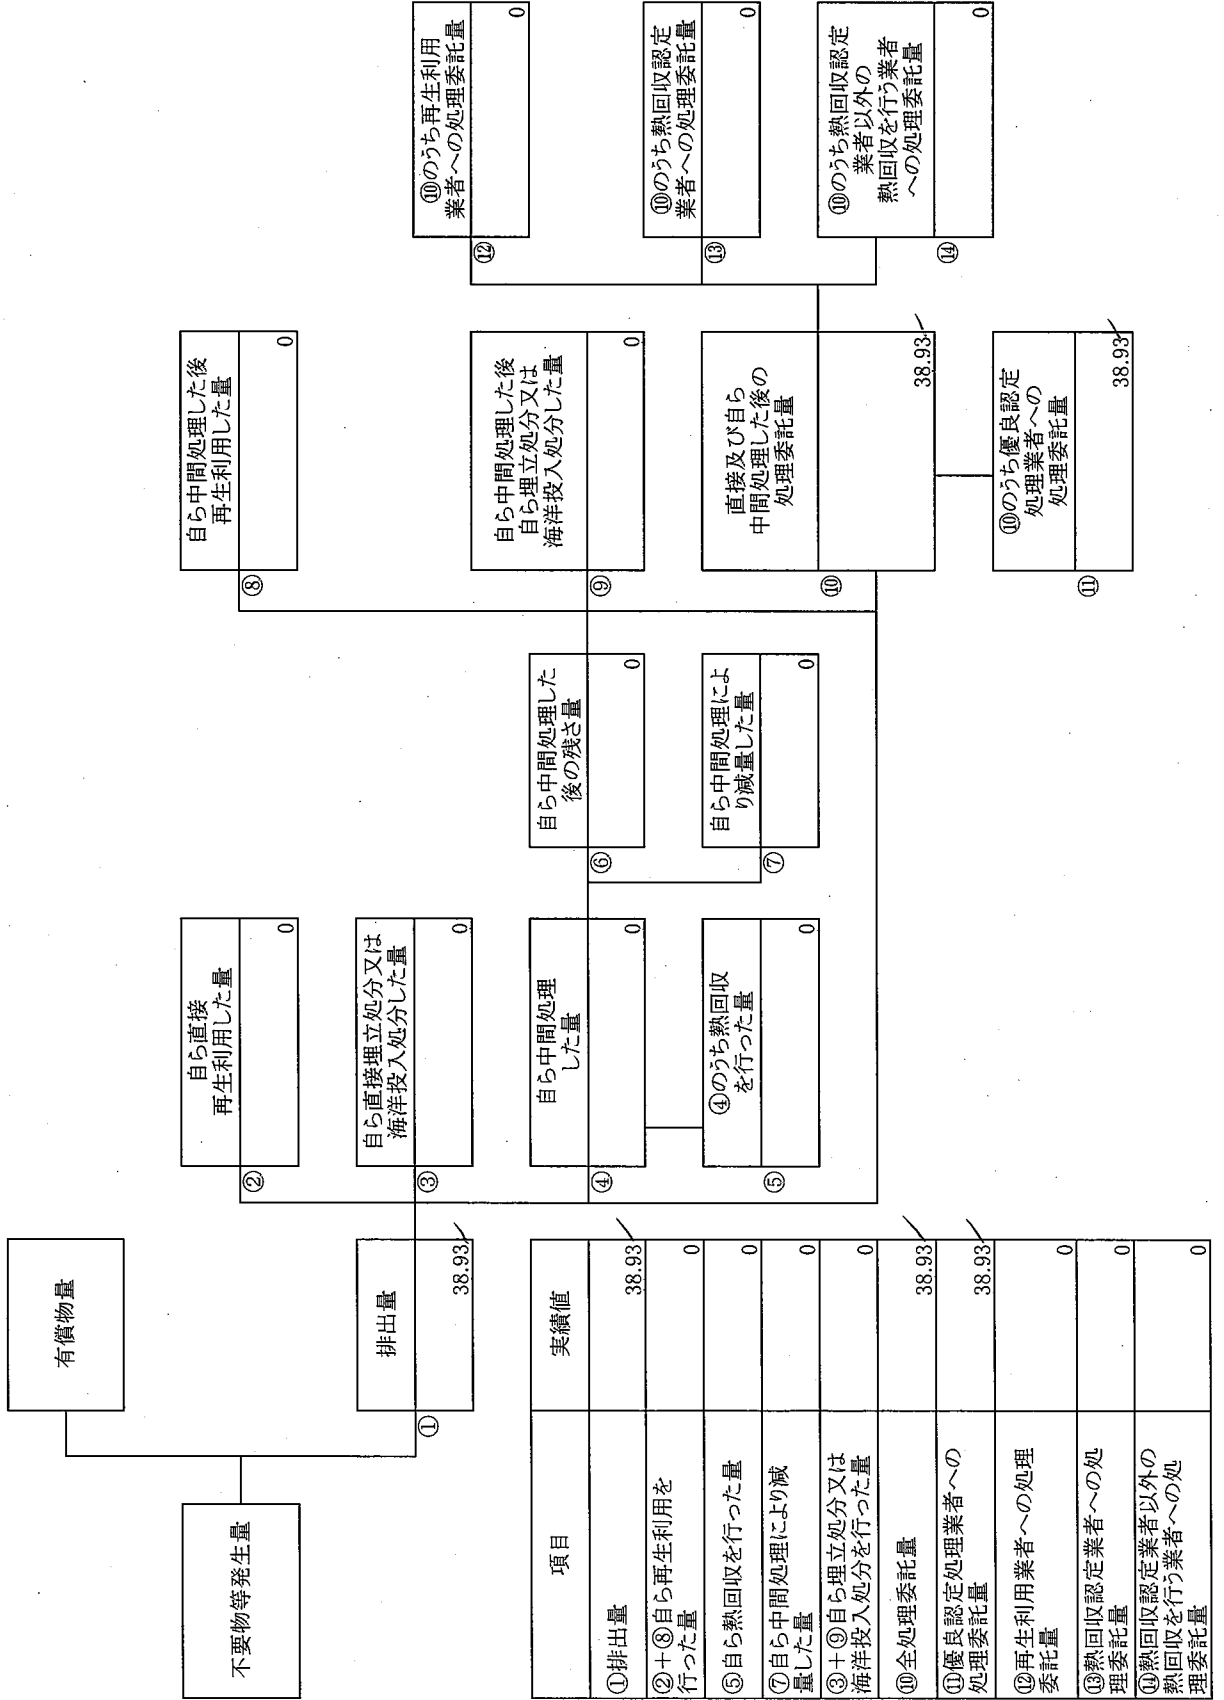 不要物等発生量
有償物量
①
排出量
38.93
②
自ら直接
再生利用した量
0
③
自ら直接埋立処分又は
海洋投入処分した量
0
④
自ら中間処理
した量
0
⑤
④のうち熱回収
を行った量
0
⑥
自ら中間処理した
後の残さ量
0
⑦
自ら中間処理によ
り減量した量
0
⑧
自ら中間処理した後
再生利用した量
0
⑨
自ら中間処理した後
自ら埋立処分又は
海洋投入処分した量
0
⑩
直接及び自ら
中間処理した後の
処理委託量
38.93
⑪
⑩のうち優良認定
処理業者への
処理委託量
38.93
⑫
⑩のうち再生利用
業者への処理委託量
0
⑬
⑩のうち熱回収認定
業者への処理委託量
0
⑭
⑩のうち熱回収認定
業者以外の
熱回収を行う業者
への処理委託量
0
項目
実績値
①排出量
38.93
②+⑧自ら再生利用を
行った量
0
⑤自ら熱回収を行った量
0
⑦自ら中間処理により減
量した量
0
③+⑨自ら埋立処分又は
海洋投入処分を行った量
0
⑩全処理委託量
38.93
⑪優良認定処理業者への
処理委託量
38.93
⑫再生利用業者への処理
委託量
0
⑬熱回収認定業者への処
理委託量
0
⑭熱回収認定業者以外の
熱回収を行う業者への処
理委託量
0